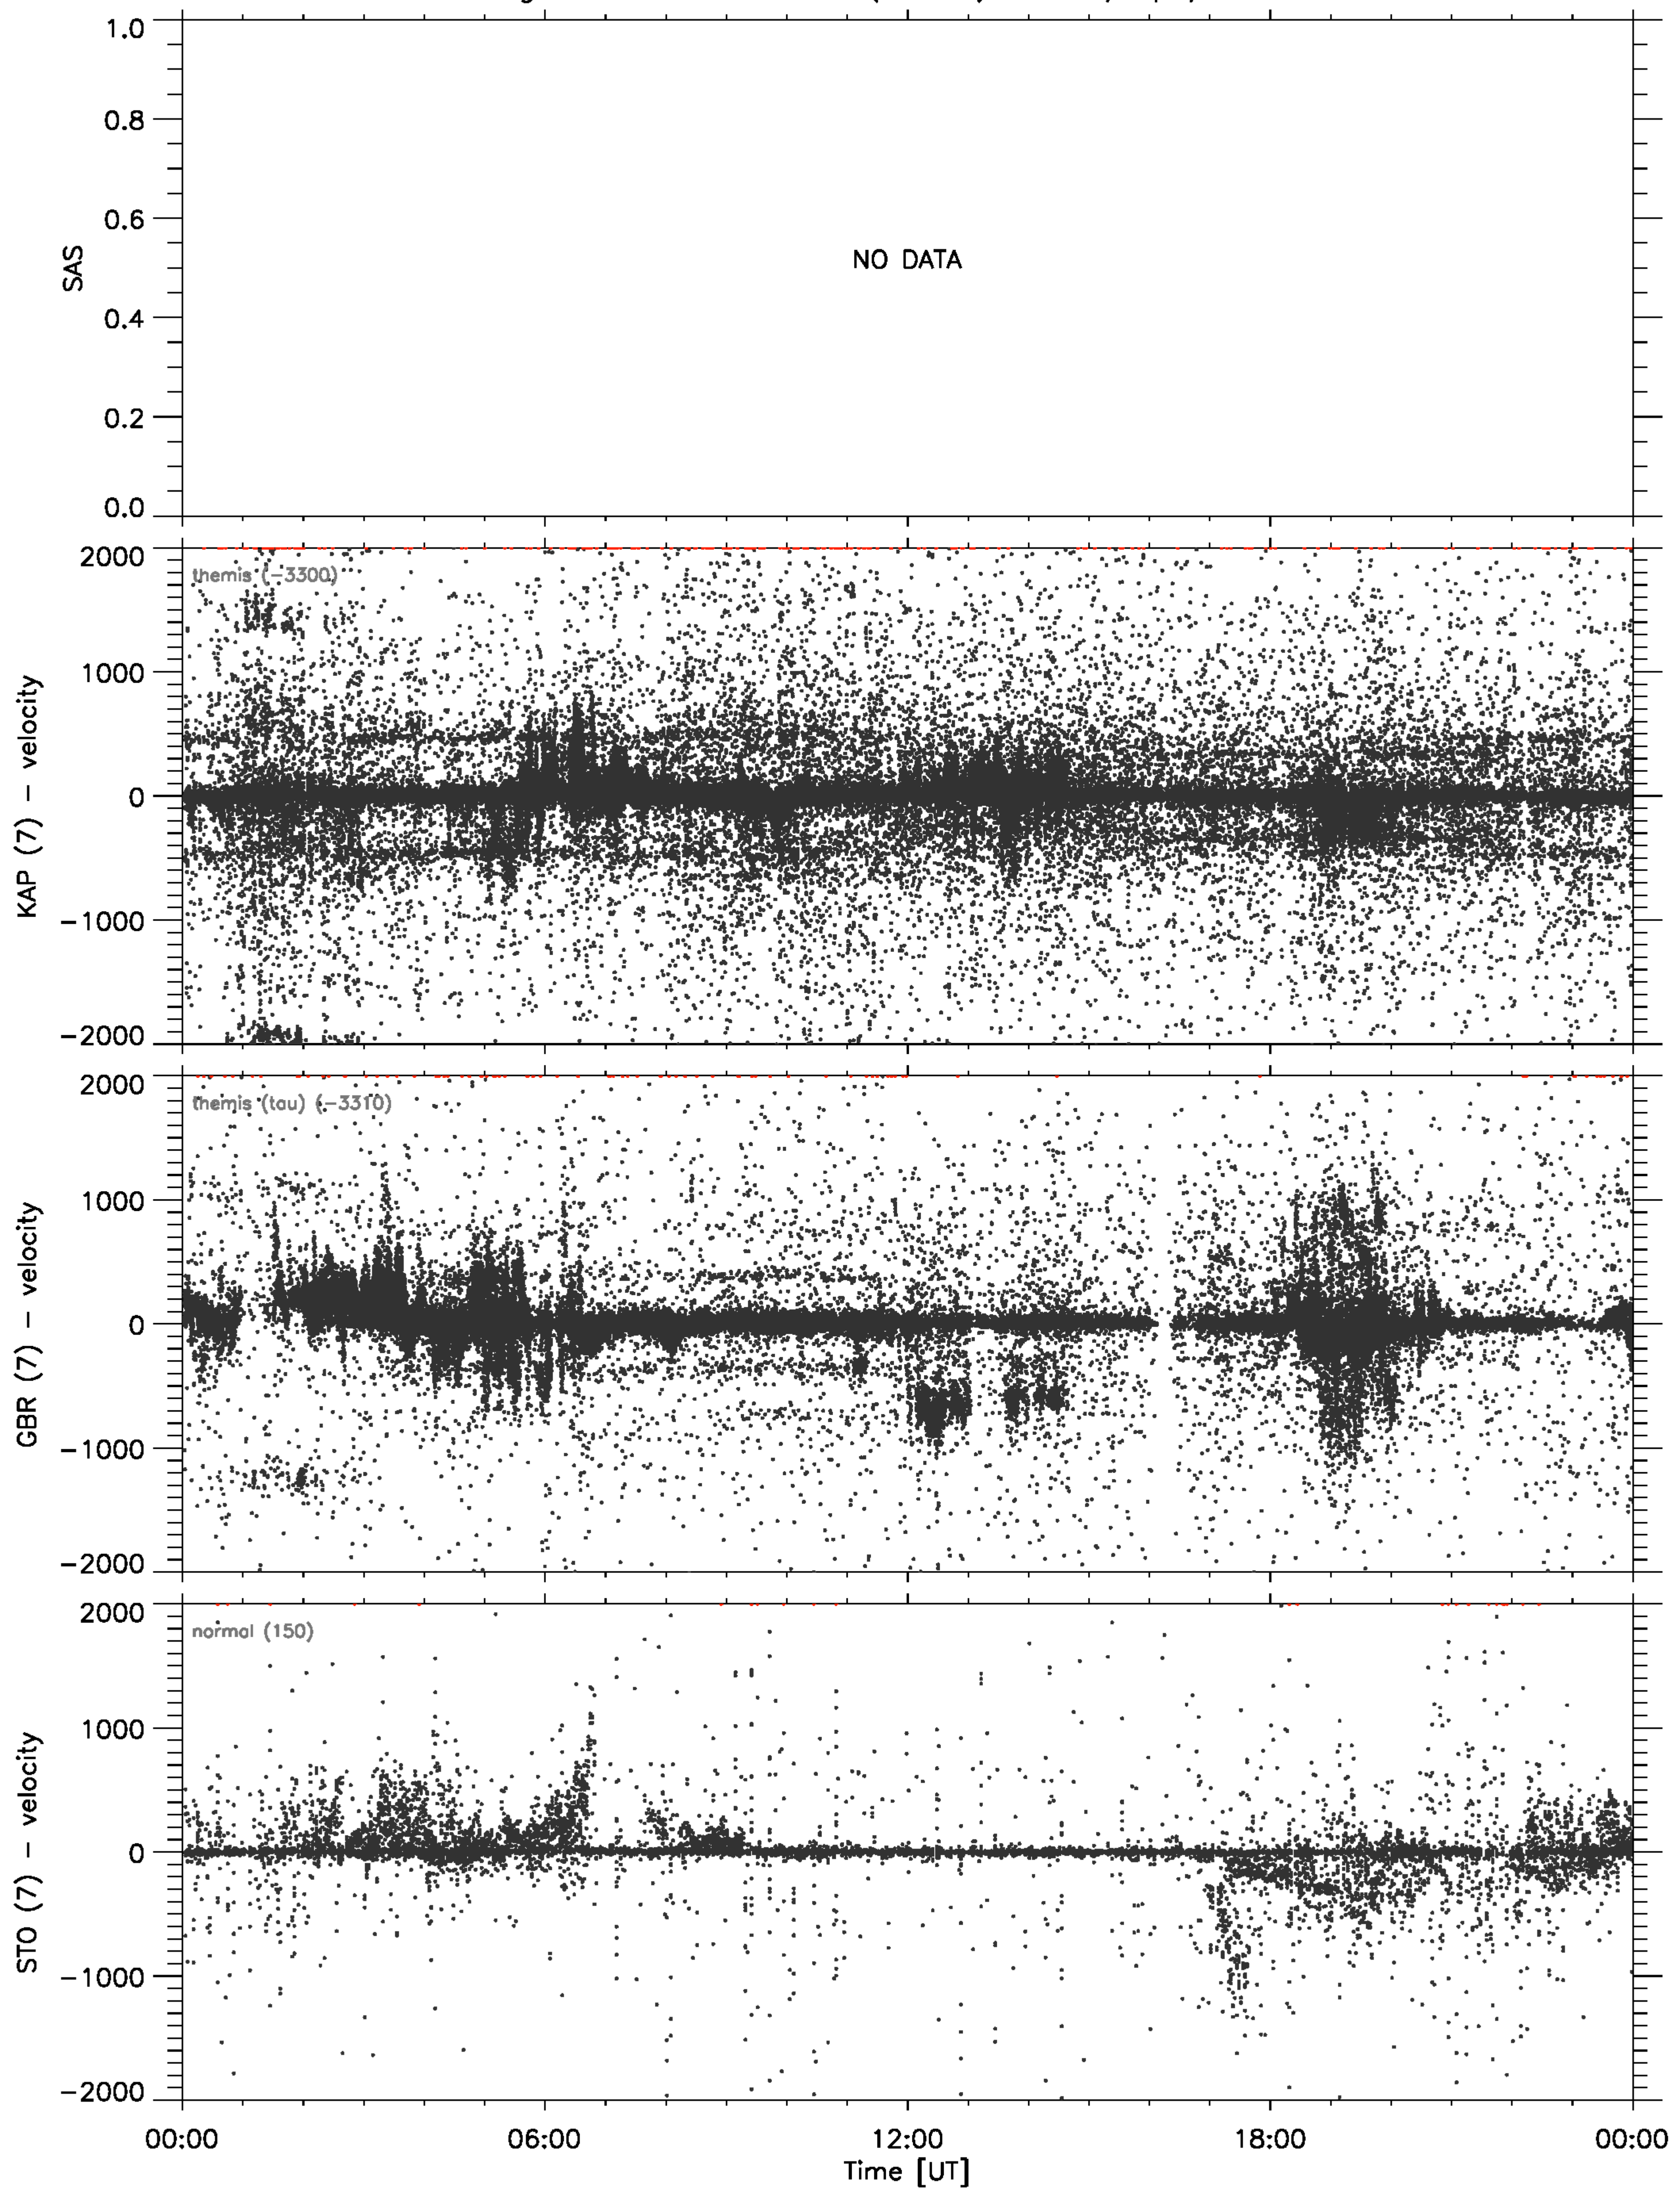 1.0
0.8
0.6
0.4
0.2
0.0
SAS
NO DATA
2000
1000
0
−1000
−2000
KAP (7) − velocity
themis (−3300)
2000
1000
0
−1000
−2000
GBR (7) − velocity
themis (tau) (−3310)
2000
1000
0
−1000
−2000
STO (7) − velocity
normal (150)
00:00 06:00 12:00 18:00 00:00
Time [UT]